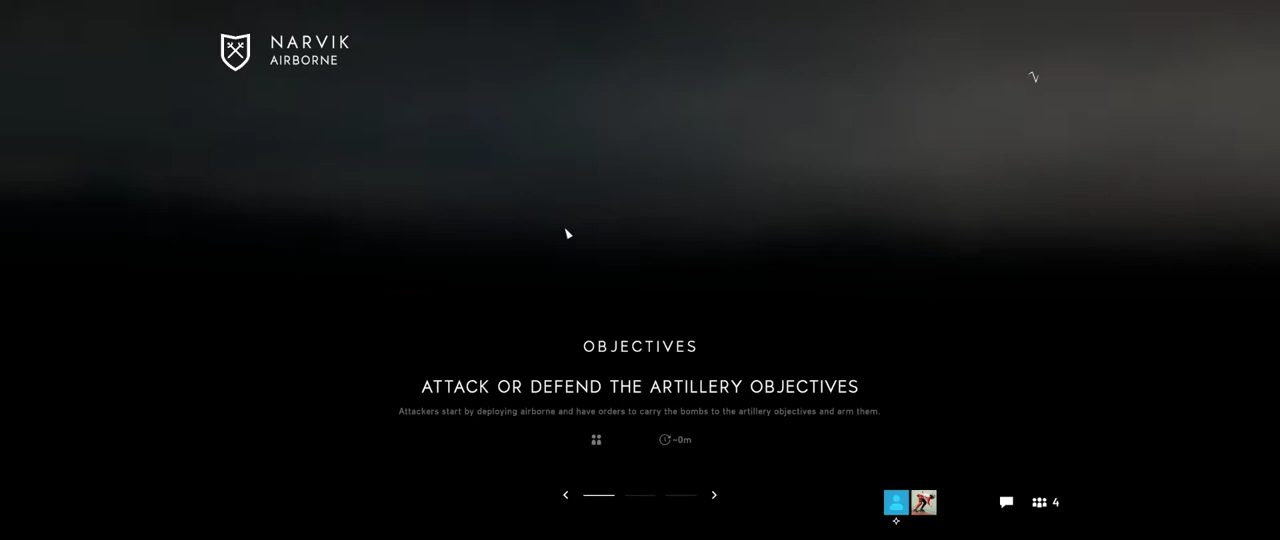 NARVIK
AIRBORNE
OBJECTIVES
ATTACK OR DEFEND THE ARTILLERY OBJECTIVES
Attackers start by deploying airborne and have orders to carry the bombs to the artillery objectives and arm them.
~0m
4